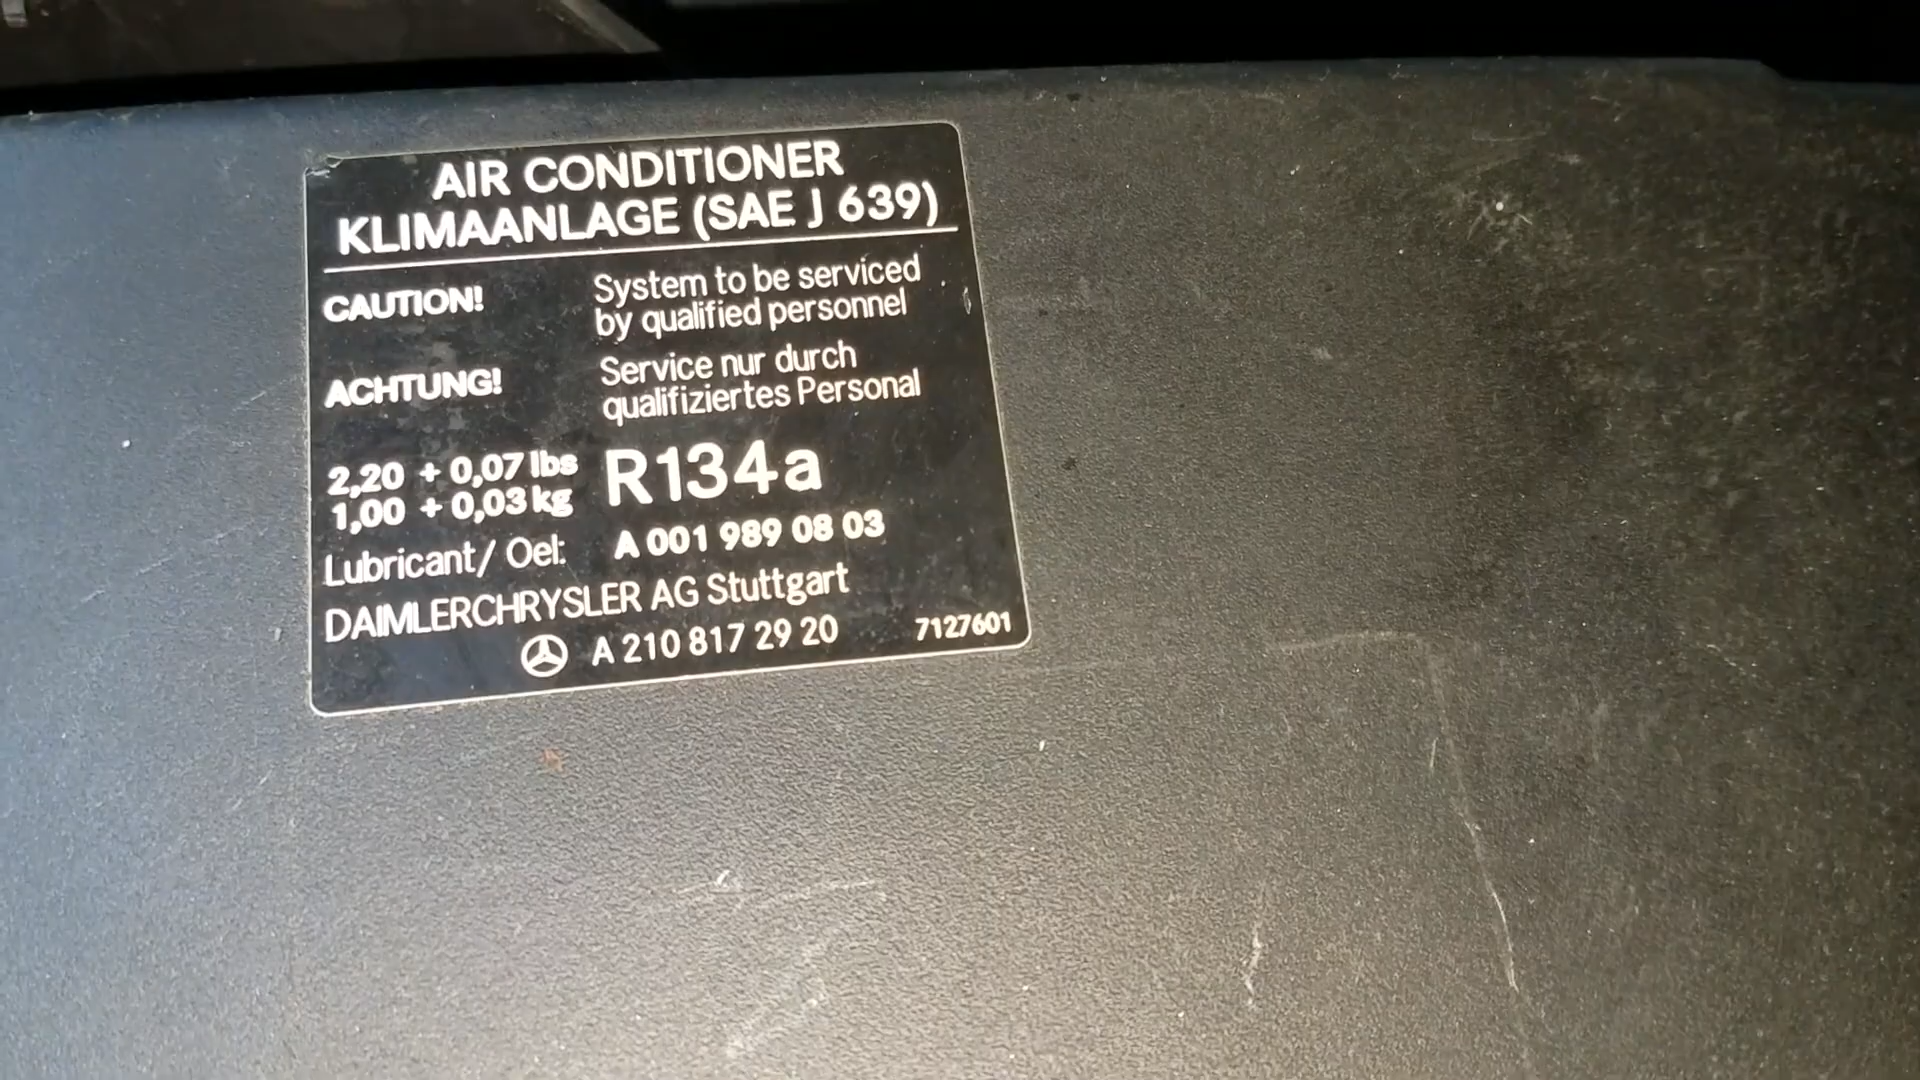 AIR CONDITIONER
KLIMAANLAGE (SAE J 639)
CAUTION! System to be serviced
by qualified personnel
ACHTUNG! Service nur durch
qualifiziertes Personal
2,20 + 0,07 lbs R134a
1,00 + 0,03 kg
Lubricant/ Oel: A 001 989 08 03
DAIMLERCHRYSLER AG Stuttgart
A 210 817 29 20 7127601